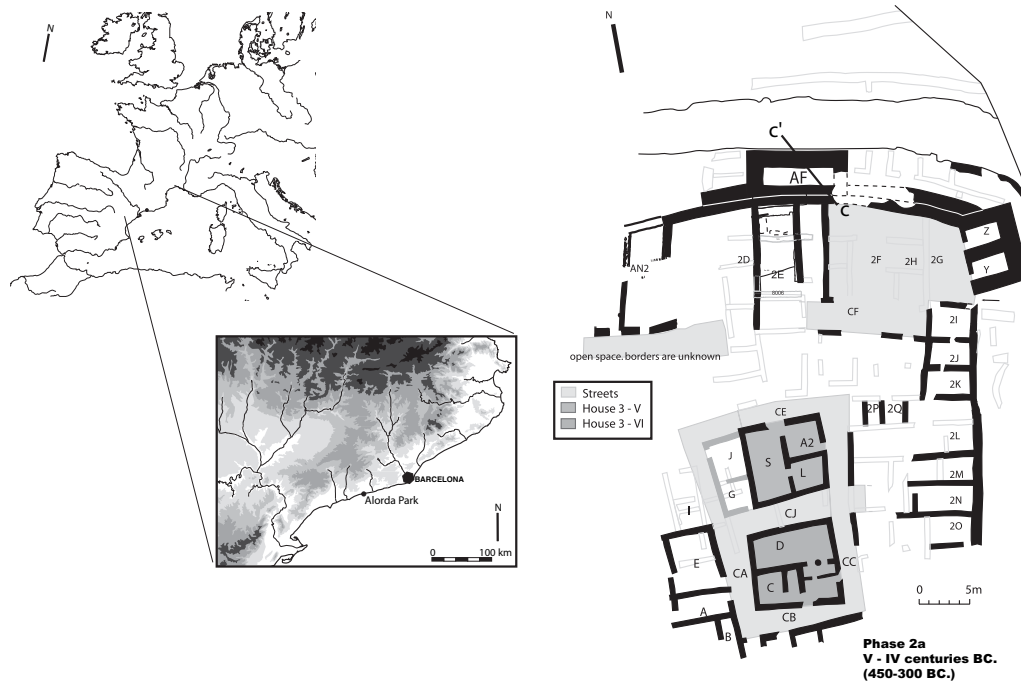 N
BARCELONA
Alorda Park
N
0 100 km
N
C'
AF
C
Z
Y
AN2
2D
2E
8006
2F
2H
2G
CF
2I
2J
2K
open space. borders are unknown
Streets
House 3 - V
House 3 - VI
2P
2Q
CE
2L
J
S
A2
L
G
2M
2N
I
CJ
2O
D
E
CA
C
CC
A
CB
B
0 5m
Phase 2a
V - IV centuries BC.
(450-300 BC.)